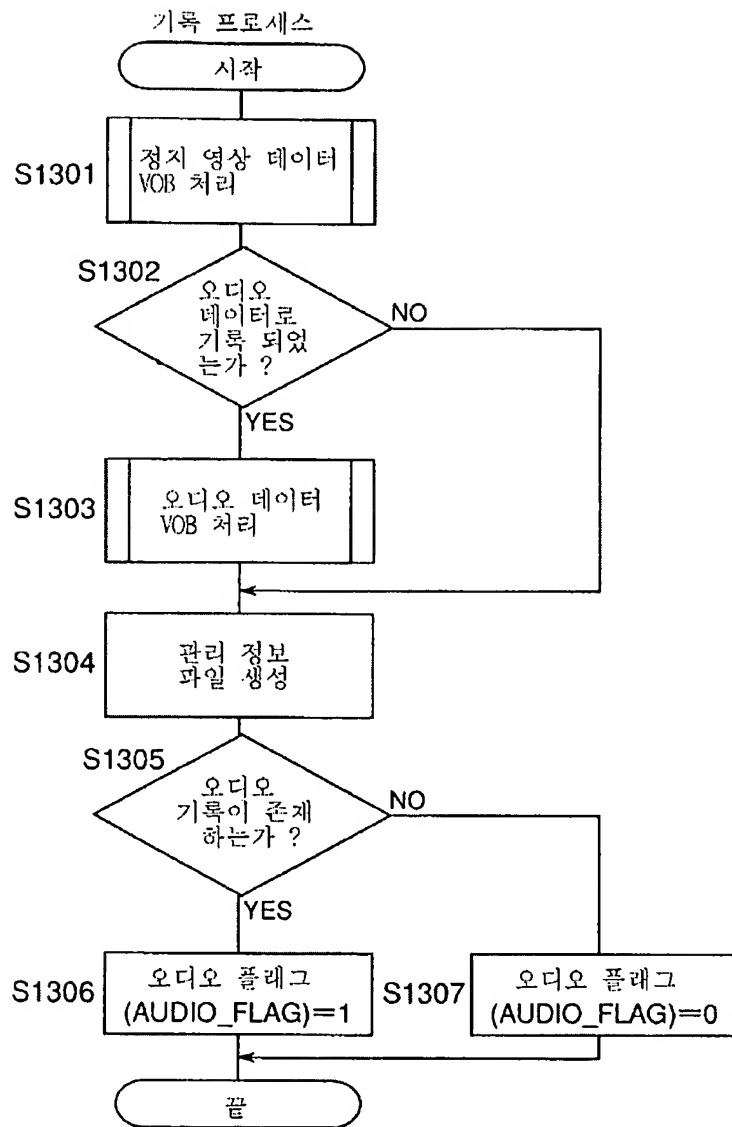 기록 프로세스
시작
S1301
정지 영상 데이터
VOB 처리
S1302
오디오
데이터로
기록 되었
는가 ?
NO
YES
S1303
오디오 데이터
VOB 처리
S1304
관리 정보
파일 생성
S1305
오디오
기록이 존재
하는가 ?
NO
YES
S1306
오디오 플래그
(AUDIO_FLAG)=1
S1307
오디오 플래그
(AUDIO_FLAG)=0
끝